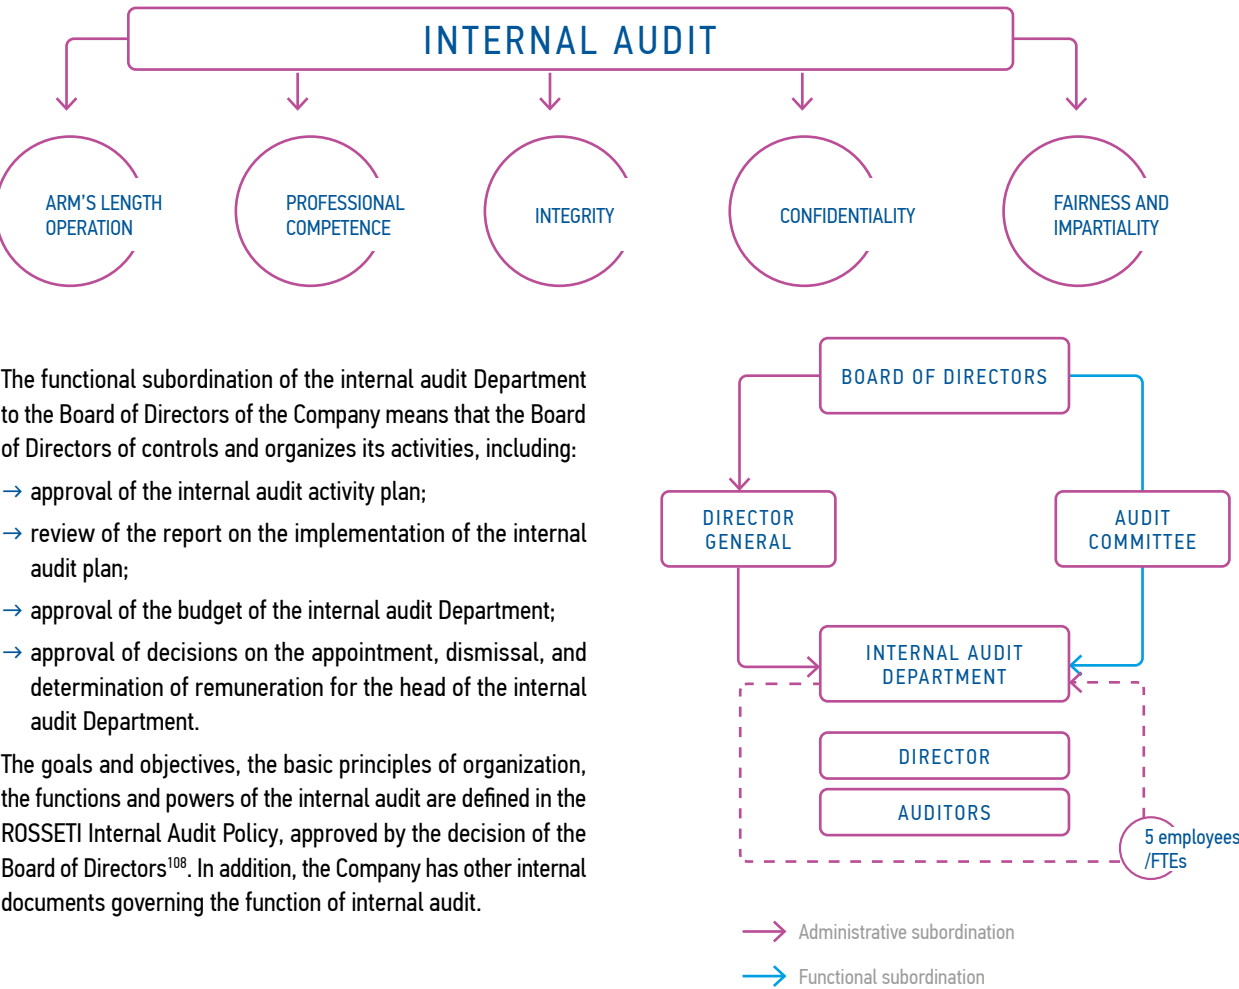 INTERNAL AUDIT
ARM'S LENGTH
OPERATION
PROFESSIONAL
COMPETENCE
INTEGRITY
CONFIDENTIALITY
FAIRNESS AND
IMPARTIALITY
The functional subordination of the internal audit Department
to the Board of Directors of the Company means that the Board
of Directors of controls and organizes its activities, including:
→ approval of the internal audit activity plan;
→ review of the report on the implementation of the internal
audit plan;
→ approval of the budget of the internal audit Department;
→ approval of decisions on the appointment, dismissal, and
determination of remuneration for the head of the internal
audit Department.
The goals and objectives, the basic principles of organization,
the functions and powers of the internal audit are defined in the
ROSSETI Internal Audit Policy, approved by the decision of the
Board of Directors¹⁰⁸. In addition, the Company has other internal
documents governing the function of internal audit.
BOARD OF DIRECTORS
DIRECTOR
GENERAL
AUDIT
COMMITTEE
INTERNAL AUDIT
DEPARTMENT
DIRECTOR
AUDITORS
5 employees
/FTEs
Administrative subordination
Functional subordination